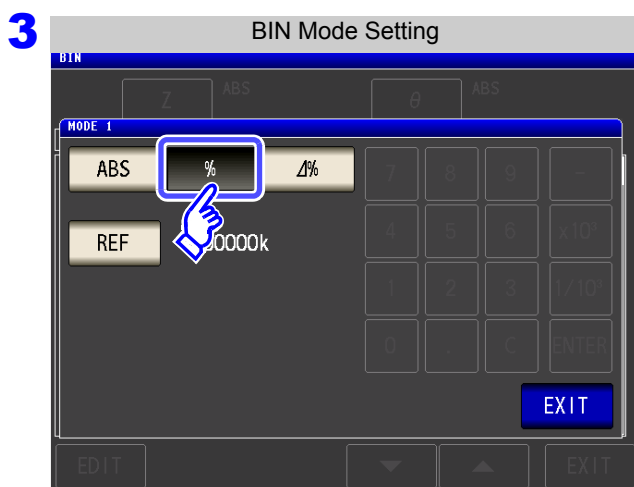 3
BIN Mode Setting
BIN
Z ABS θ ABS
MODE 1
ABS % Δ% 7 8 9 -
REF 0000k 4 5 6 x10³
1 2 3 1/10³
0 . C ENTER
EXIT
EDIT ▼ ▲ EXIT